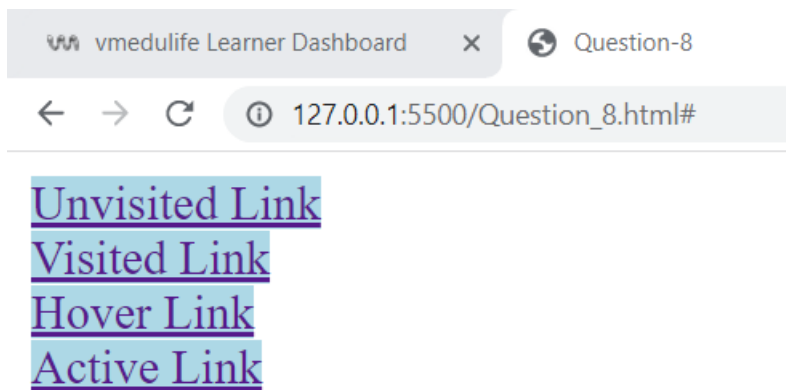 vmedulife Learner Dashboard
Question-8
127.0.0.1:5500/Question_8.html#
Unvisited Link
Visited Link
Hover Link
Active Link